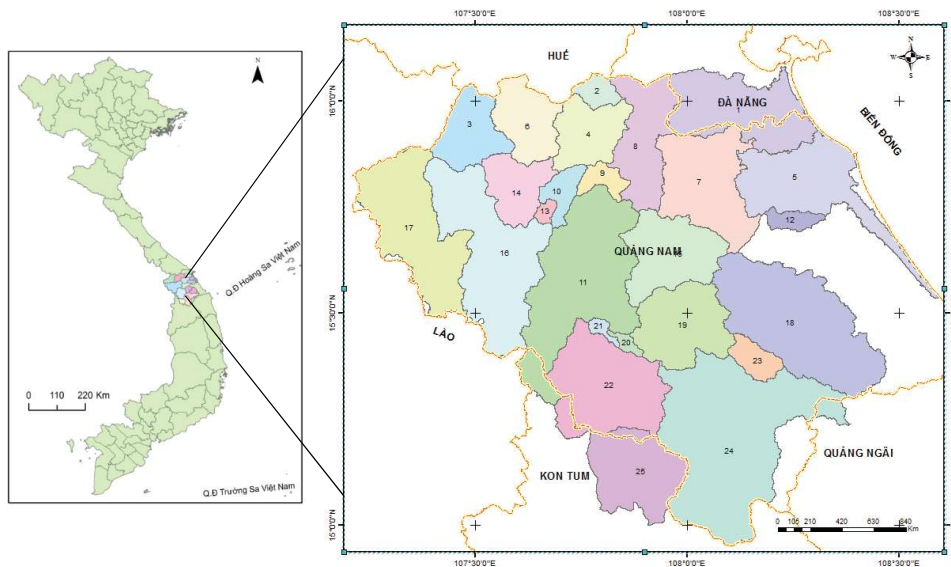 N
Q.Đ Hoàng Sa Việt Nam
0 110 220 Km
Q.Đ Trường Sa Việt Nam
107°30'0"E 108°0'0"E 108°30'0"E
16°0'0"N
15°30'0"N
15°0'0"N
HUẾ
N
W E
S
ĐÀ NẴNG
BIỂN ĐÔNG
2
1
3
6
4
8
9
7
5
14
10
13
12
17
16
QUẢNG NAM
11
LÀO
21
20
19
18
23
22
24
QUẢNG NGÃI
KON TUM
0 105 210 420 630 840
Km
107°30'0"E 108°0'0"E 108°30'0"E